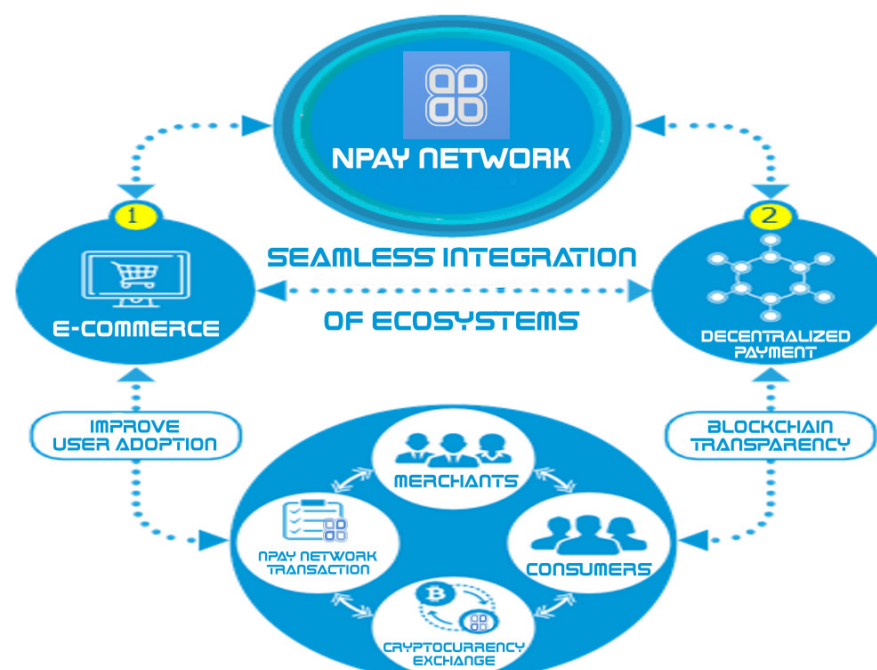 NPAY NETWORK
1
2
SEAMLESS INTEGRATION
OF ECOSYSTEMS
E-COMMERCE
DECENTRALIZED
PAYMENT
IMPROVE
USER ADOPTION
BLOCKCHAIN
TRANSPARENCY
MERCHANTS
NPAY NETWORK
TRANSACTION
CONSUMERS
B
CRYPTOCURRENCY
EXCHANGE